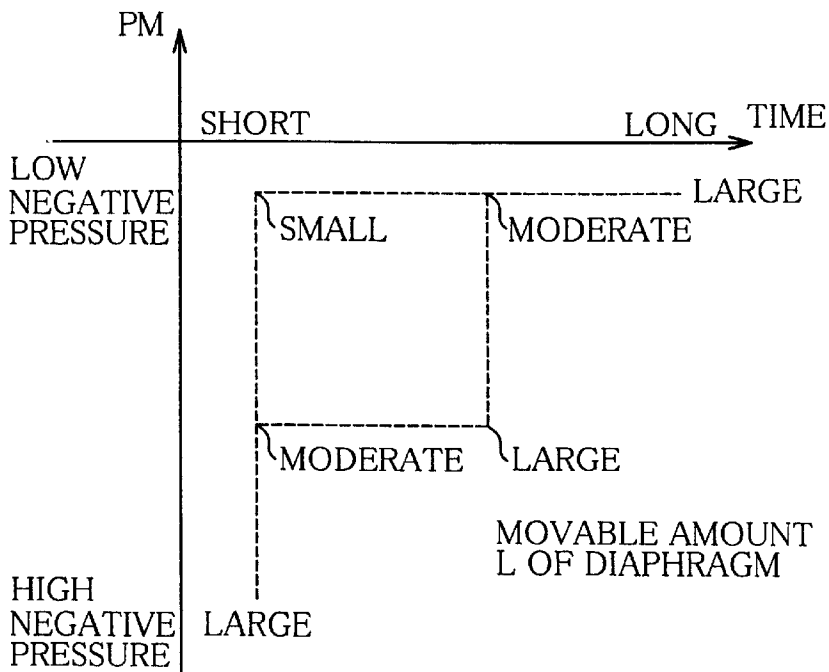 PM
SHORT
LONG
TIME
LOW
NEGATIVE
PRESSURE
LARGE
SMALL
MODERATE
MODERATE
LARGE
MOVABLE AMOUNT
L OF DIAPHRAGM
HIGH
NEGATIVE
PRESSURE
LARGE